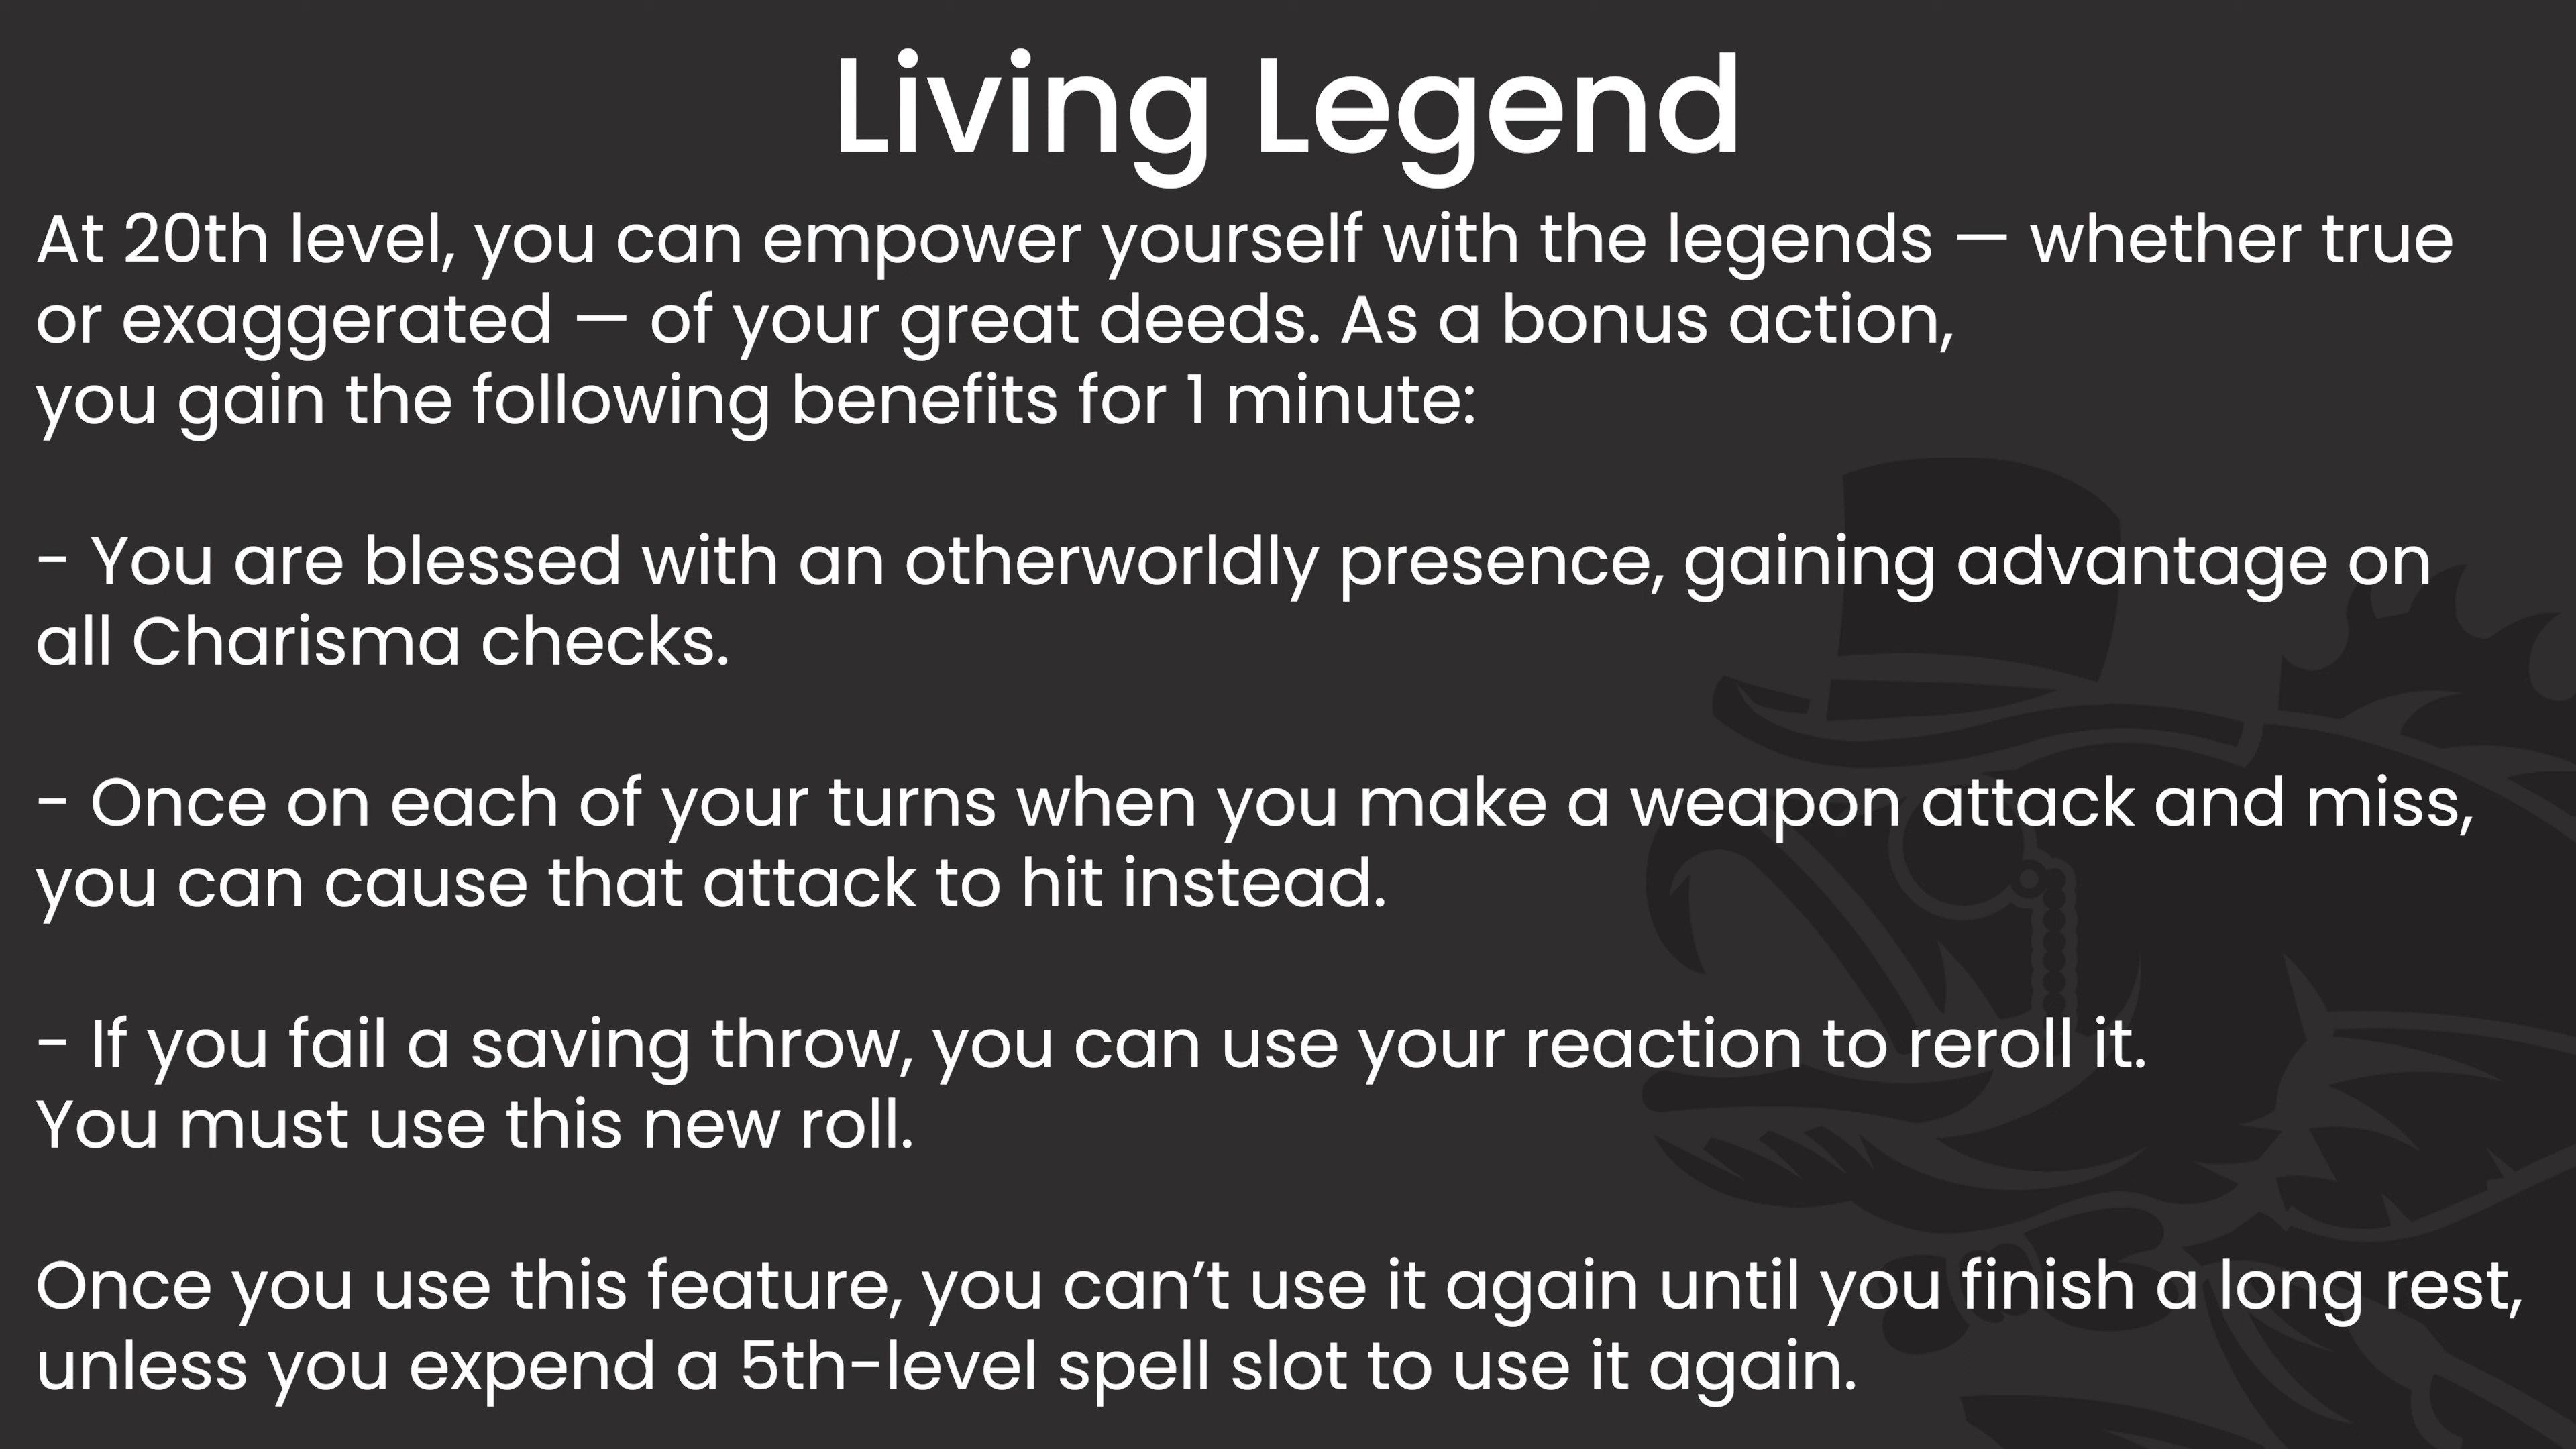 Living Legend
At 20th level, you can empower yourself with the legends — whether true
or exaggerated — of your great deeds. As a bonus action,
you gain the following benefits for 1 minute:
- You are blessed with an otherworldly presence, gaining advantage on
all Charisma checks.
- Once on each of your turns when you make a weapon attack and miss,
you can cause that attack to hit instead.
- If you fail a saving throw, you can use your reaction to reroll it.
You must use this new roll.
Once you use this feature, you can’t use it again until you finish a long rest,
unless you expend a 5th-level spell slot to use it again.